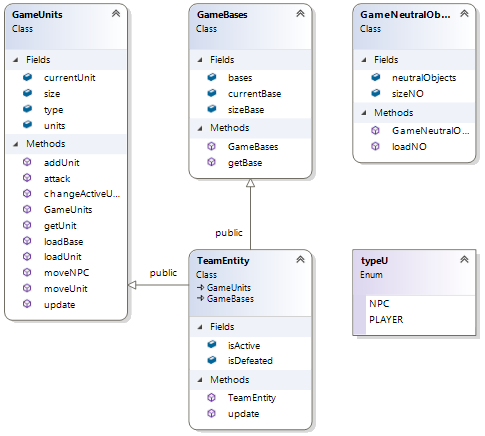 GameUnits
Class
Fields
currentUnit
size
type
units
Methods
addUnit
attack
changeActiveU...
GameUnits
getUnit
loadBase
loadUnit
moveNPC
moveUnit
update
GameBases
Class
Fields
bases
currentBase
sizeBase
Methods
GameBases
getBase
GameNeutralOb...
Class
Fields
neutralObjects
sizeNO
Methods
GameNeutralO...
loadNO
public
public
TeamEntity
Class
GameUnits
GameBases
Fields
isActive
isDefeated
Methods
TeamEntity
update
typeU
Enum
NPC
PLAYER